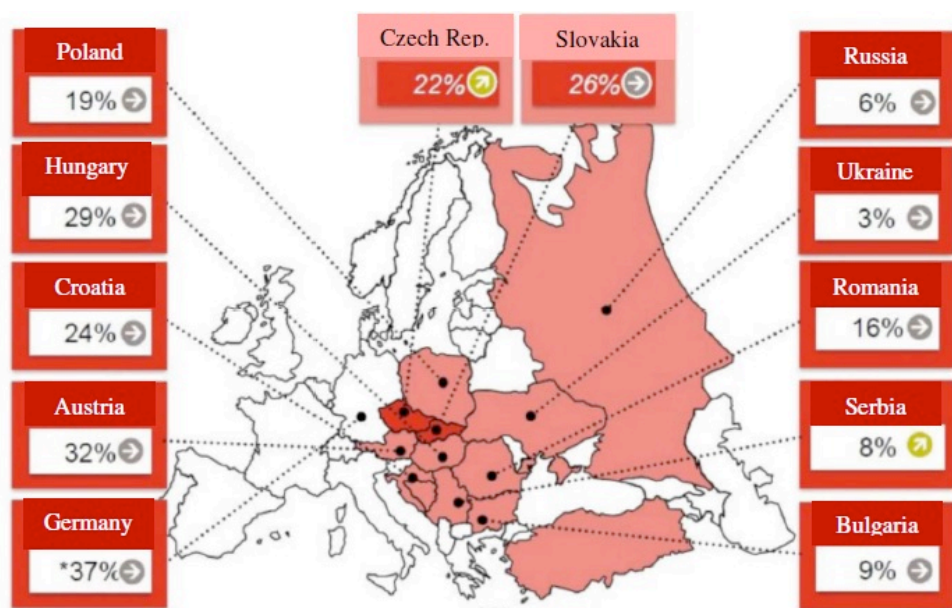 Poland
19%
Hungary
29%
Croatia
24%
Austria
32%
Germany
*37%
Czech Rep.
22%
Slovakia
26%
Russia
6%
Ukraine
3%
Romania
16%
Serbia
8%
Bulgaria
9%